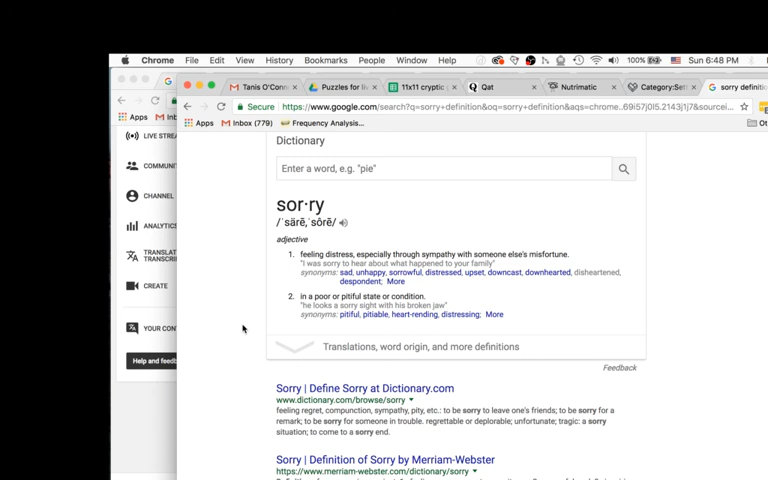 Chrome File Edit View History Bookmarks People Window Help 100% Sun 6:48 PM
Tanis O'Conn Puzzles for li 11x11 cryptic Qat Nutrimatic Category:Set sorry definiti
Secure https://www.google.com/search?q=sorry+definition&oq=sorry+definition&aqs=chrome..69i57j0l5.2143j1j7&sourcei...
Apps Inb
Apps Inbox (779) Frequency Analysis... Ot
LIVE STREA
COMMUNI
CHANNEL
ANALYTICS
TRANSLAT
TRANSCRI
CREATE
YOUR CON
Help and feedb
Dictionary
Enter a word, e.g. "pie"
sor·ry
/ˈsärē,ˈsôrē/
adjective
1. feeling distress, especially through sympathy with someone else's misfortune.
"I was sorry to hear about what happened to your family"
synonyms: sad, unhappy, sorrowful, distressed, upset, downcast, downhearted, disheartened,
despondent; More
2. in a poor or pitiful state or condition.
"he looks a sorry sight with his broken jaw"
synonyms: pitiful, pitiable, heart-rending, distressing; More
Translations, word origin, and more definitions
Feedback
Sorry | Define Sorry at Dictionary.com
www.dictionary.com/browse/sorry
feeling regret, compunction, sympathy, pity, etc.: to be sorry to leave one's friends; to be sorry for a
remark; to be sorry for someone in trouble. regrettable or deplorable; unfortunate; tragic: a sorry
situation; to come to a sorry end.
Sorry | Definition of Sorry by Merriam-Webster
https://www.merriam-webster.com/dictionary/sorry